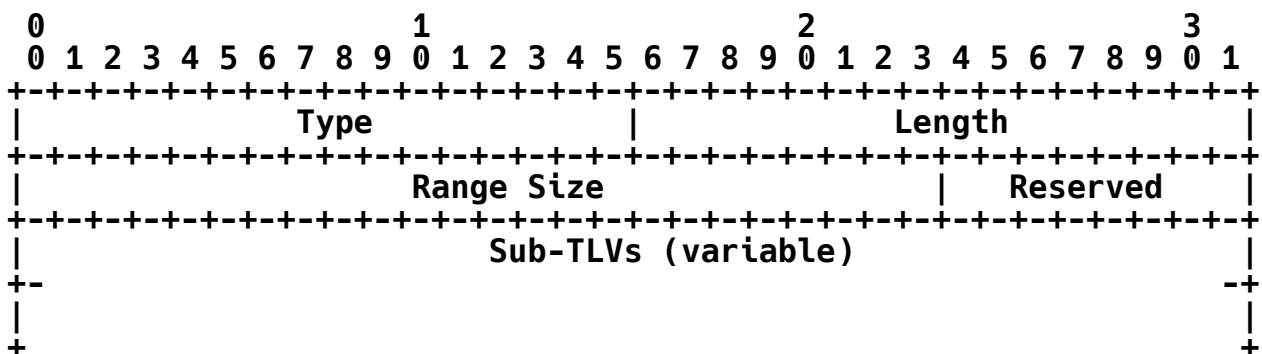 0                   1                   2                   3
 0 1 2 3 4 5 6 7 8 9 0 1 2 3 4 5 6 7 8 9 0 1 2 3 4 5 6 7 8 9 0 1
+-+-+-+-+-+-+-+-+-+-+-+-+-+-+-+-+-+-+-+-+-+-+-+-+-+-+-+-+-+-+-+-+
|              Type             |             Length            |
+-+-+-+-+-+-+-+-+-+-+-+-+-+-+-+-+-+-+-+-+-+-+-+-+-+-+-+-+-+-+-+-+
|                    Range Size                 |   Reserved    |
+-+-+-+-+-+-+-+-+-+-+-+-+-+-+-+-+-+-+-+-+-+-+-+-+-+-+-+-+-+-+-+-+
|                        Sub-TLVs (variable)                    |
+-                                                             -+
|                                                               |
+                                                               +